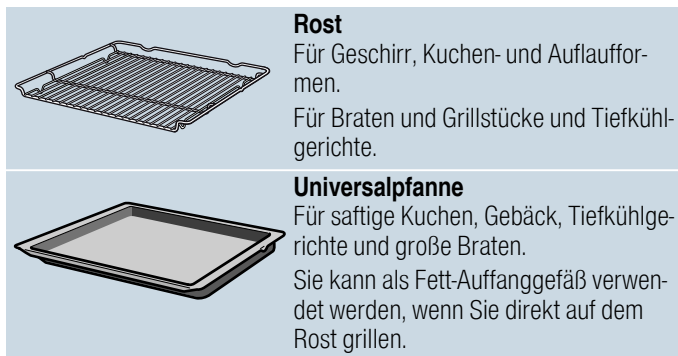 Rost
Für Geschirr, Kuchen- und Auflauffor-
men.
Für Braten und Grillstücke und Tiefkühl-
gerichte.
Universalpfanne
Für saftige Kuchen, Gebäck, Tiefkühlge-
richte und große Braten.
Sie kann als Fett-Auffanggefäß verwen-
det werden, wenn Sie direkt auf dem
Rost grillen.